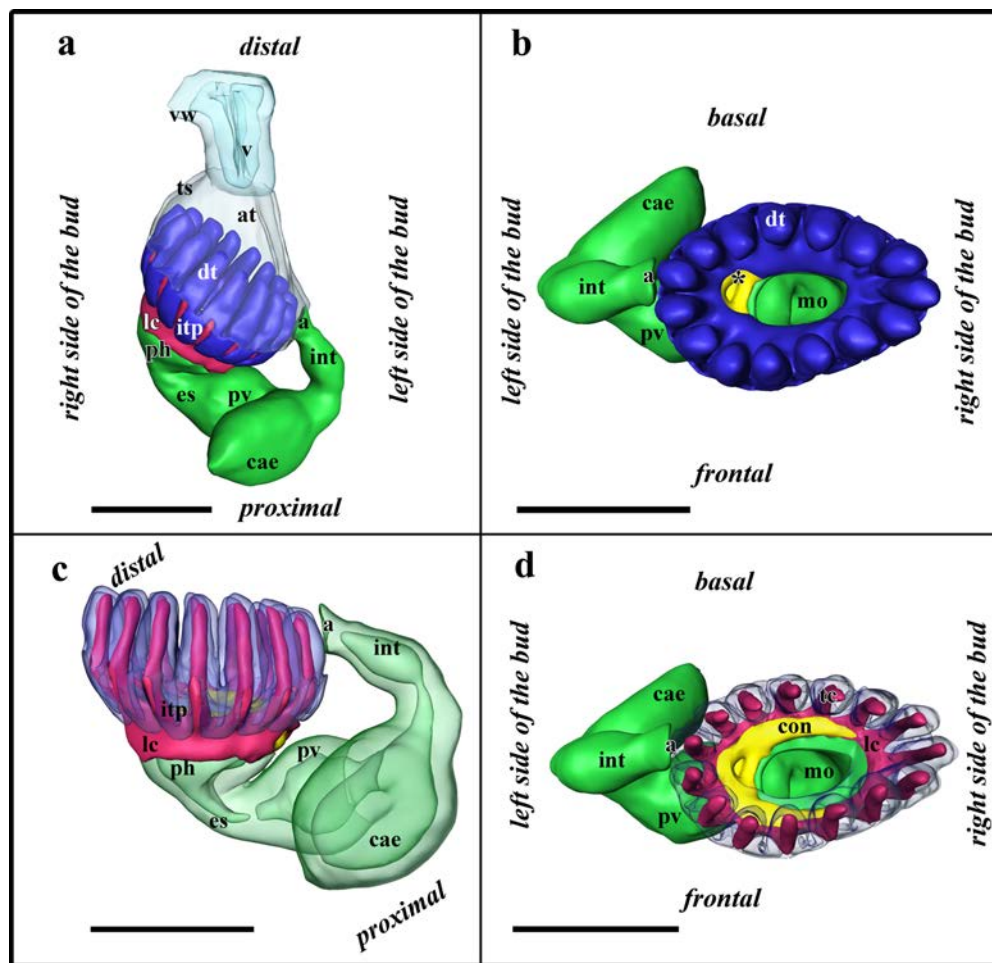 a
distal
vw
v
ts
at
right side of the bud
left side of the bud
dt
lc
itp
a
ph
int
es
pv
cae
proximal
b
basal
cae
dt
left side of the bud
int
a
*
mo
right side of the bud
pv
frontal
c
distal
a
int
itp
lc
ph
pv
es
cae
proximal
d
basal
cae
tc
con
left side of the bud
int
a
lc
mo
right side of the bud
pv
frontal